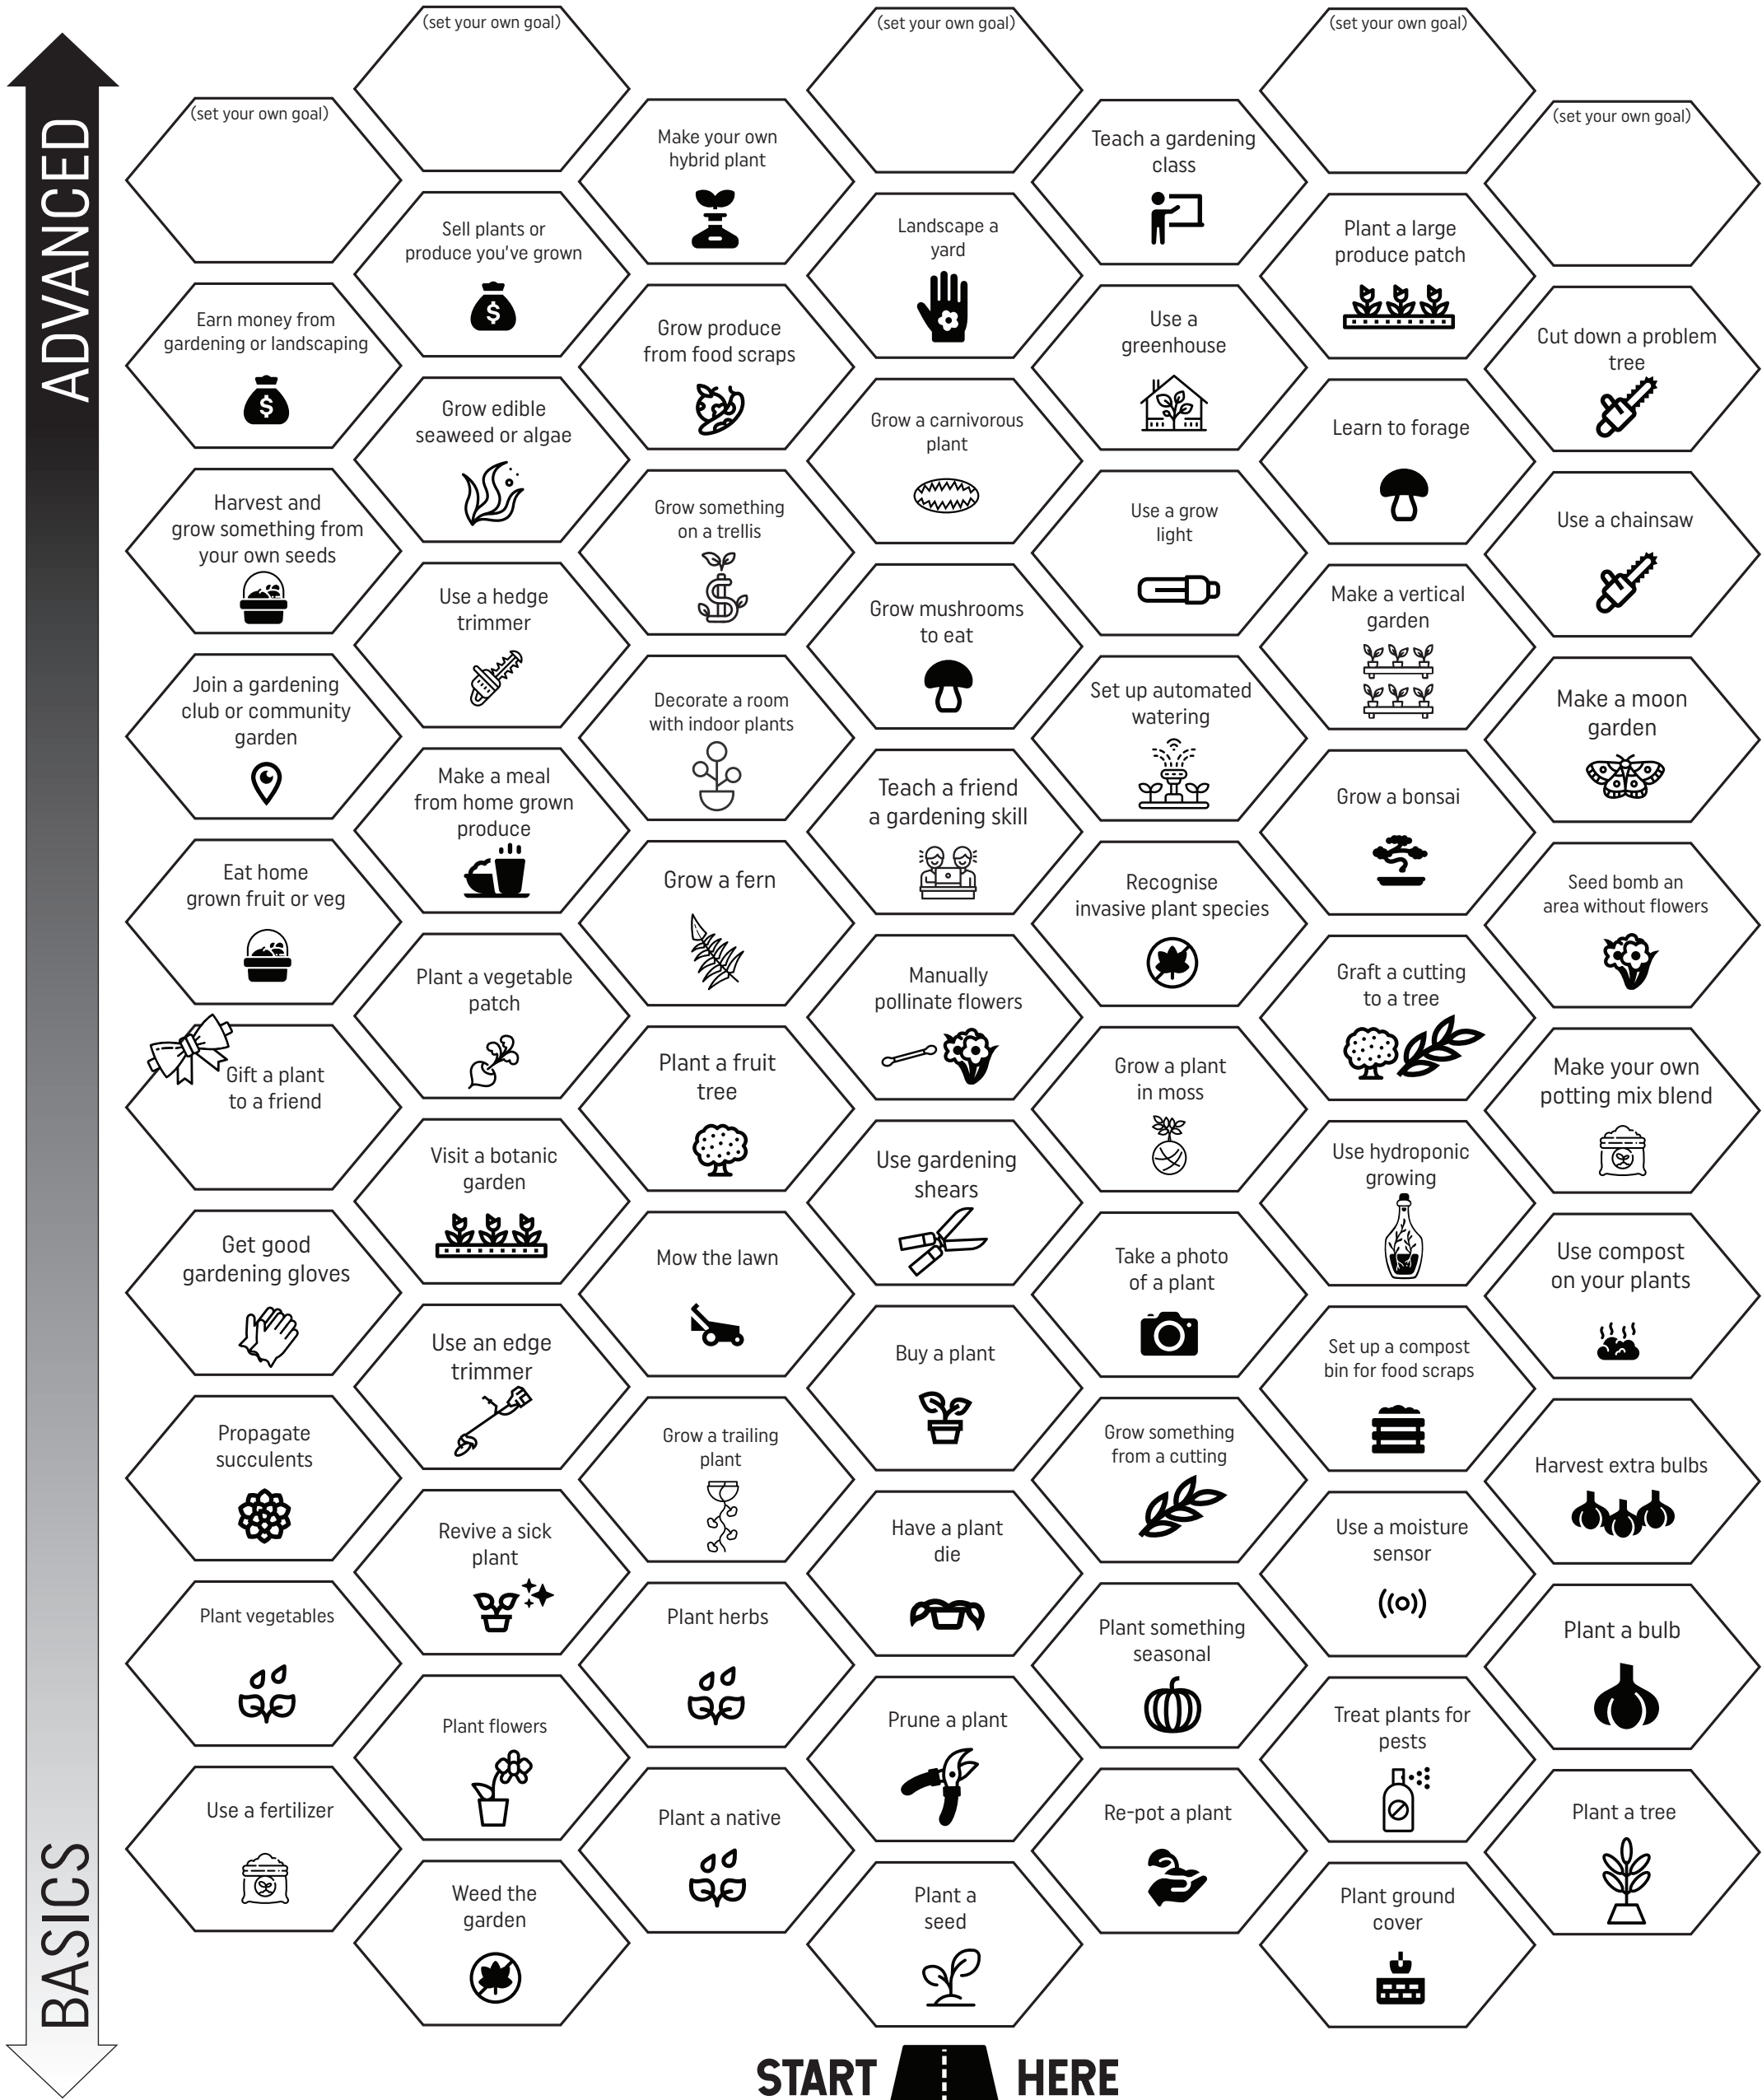 (set your own goal)
(set your own goal)
(set your own goal)
(set your own goal)
(set your own goal)
ADVANCED
Make your own
hybrid plant
Teach a gardening
class
Sell plants or
produce you've grown
Landscape a
yard
Plant a large
produce patch
Earn money from
gardening or landscaping
Grow produce
from food scraps
Use a
greenhouse
Cut down a problem
tree
Grow edible
seaweed or algae
Grow a carnivorous
plant
Learn to forage
Harvest and
grow something from
your own seeds
Grow something
on a trellis
Use a grow
light
Use a chainsaw
Use a hedge
trimmer
Grow mushrooms
to eat
Make a vertical
garden
Join a gardening
club or community
garden
Decorate a room
with indoor plants
Set up automated
watering
Make a moon
garden
Make a meal
from home grown
produce
Teach a friend
a gardening skill
Grow a bonsai
Eat home
grown fruit or veg
Grow a fern
Recognise
invasive plant species
Seed bomb an
area without flowers
Plant a vegetable
patch
Manually
pollinate flowers
Graft a cutting
to a tree
Gift a plant
to a friend
Plant a fruit
tree
Grow a plant
in moss
Make your own
potting mix blend
Visit a botanic
garden
Use gardening
shears
Use hydroponic
growing
Get good
gardening gloves
Mow the lawn
Take a photo
of a plant
Use compost
on your plants
Use an edge
trimmer
Buy a plant
Set up a compost
bin for food scraps
Propagate
succulents
Grow a trailing
plant
Grow something
from a cutting
Harvest extra bulbs
Revive a sick
plant
Have a plant
die
Use a moisture
sensor
Plant vegetables
Plant herbs
Plant something
seasonal
Plant a bulb
Plant flowers
Prune a plant
Treat plants for
pests
Use a fertilizer
Plant a native
Re-pot a plant
Plant a tree
BASICS
Weed the
garden
Plant a
seed
Plant ground
cover
START HERE